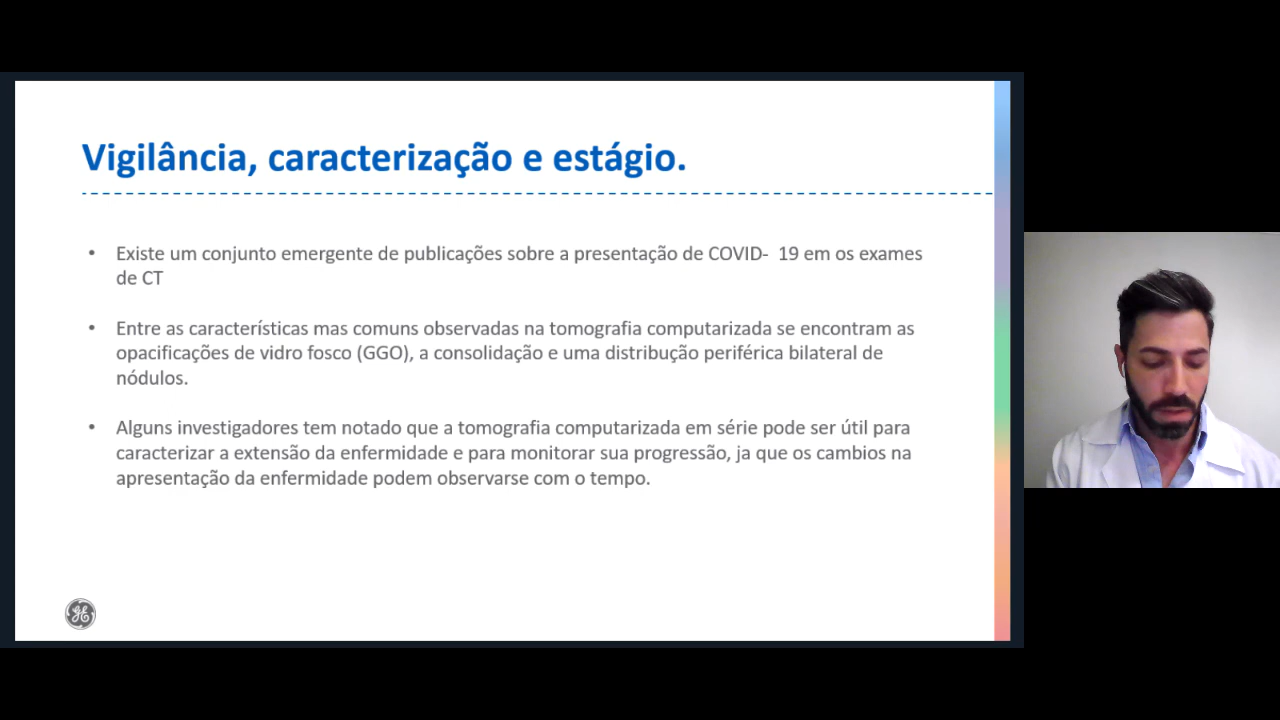 Vigilância, caracterização e estágio.
• Existe um conjunto emergente de publicações sobre a presentação de COVID- 19 em os exames
de CT
• Entre as características mas comuns observadas na tomografia computarizada se encontram as
opacificações de vidro fosco (GGO), a consolidação e uma distribução periférica bilateral de
nódulos.
• Alguns investigadores tem notado que a tomografia computarizada em série pode ser útil para
caracterizar a extensão da enfermedade e para monitorar sua progressão, ja que os cambios na
apresentação da enfermidade podem observarse com o tempo.
GE